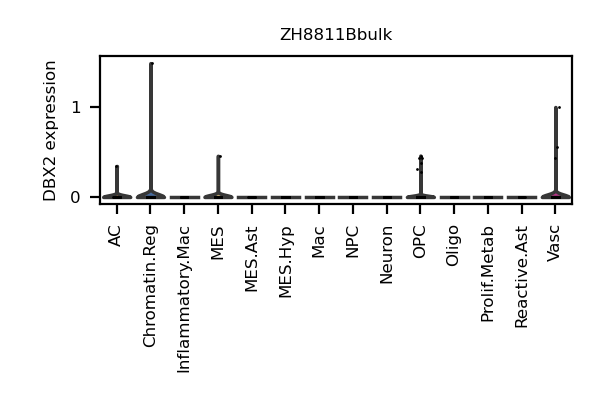 ZH8811Bbulk
DBX2 expression
1
0
AC
Chromatin.Reg
Inflammatory.Mac
MES
MES.Ast
MES.Hyp
Mac
NPC
Neuron
OPC
Oligo
Prolif.Metab
Reactive.Ast
Vasc